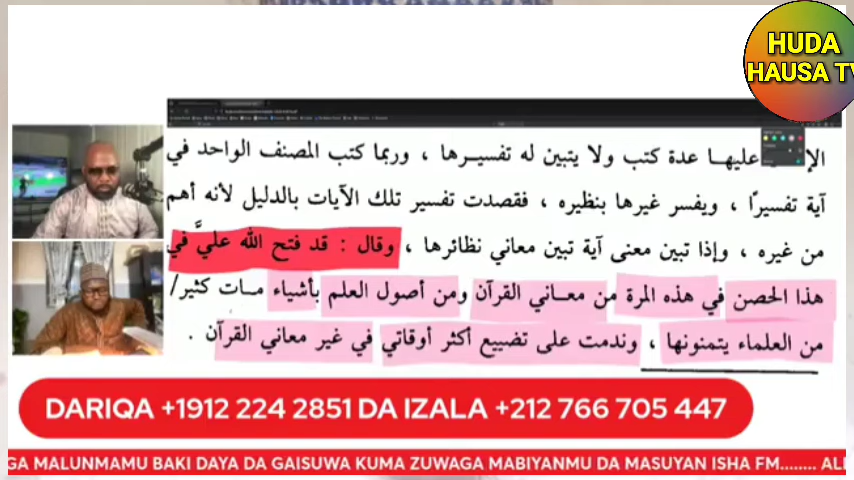 HUDA
HAUSA TV
عليها عدة كتب ولا يتبين له تفسيرها ، وربما كتب المصنف الواحد في
آية تفسيرًا ، ويفسر غيرها بنظيره ، فقصدت تفسير تلك الآيات بالدليل لأنه أهم
من غيره ، وإذا تبين معنى آية تبين معاني نظائرها ، وقال : قد فتح الله عليَّ في
هذا الحصن في هذه المرة من معاني القرآن ومن أصول العلم بأشياء مات كثير/
من العلماء يتمنونها ، وندمت على تضييع أكثر أوقاتي في غير معاني القرآن .
DARIQA +1912 224 2851 DA IZALA +212 766 705 447
GA MALUNMAMU BAKI DAYA DA GAISUWA KUMA ZUWAGA MABIYANMU DA MASUYAN ISHA FM........